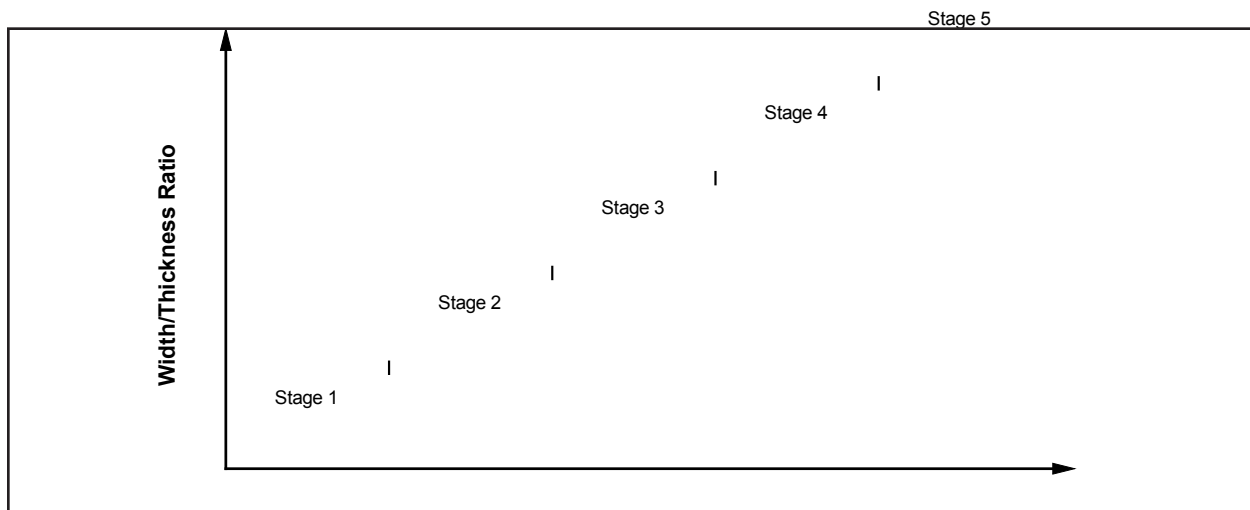 Stage 5
I
Stage 4
I
Stage 3
I
Stage 2
I
Stage 1
Width/Thickness Ratio